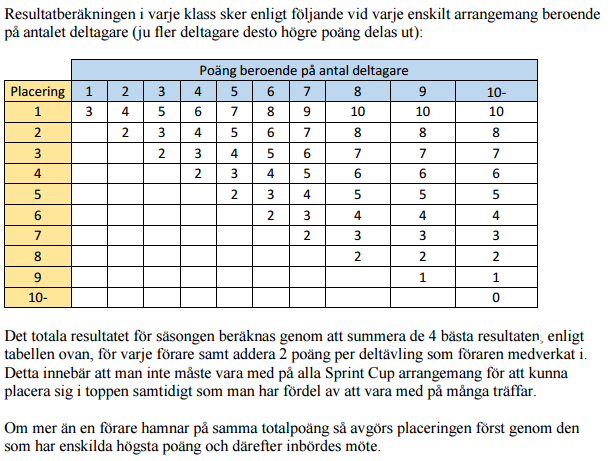 Resultatberäkningen i varje klass sker enligt följande vid varje enskilt arrangemang beroende
på antalet deltagare (ju fler deltagare desto högre poäng delas ut):
Poäng beroende på antal deltagare
Placering 1 2 3 4 5 6 7 8 9 10-
1 3 4 5 6 7 8 9 10 10 10
2 2 3 4 5 6 7 8 8 8
3 2 3 4 5 6 7 7 7
4 2 3 4 5 6 6 6
5 2 3 4 5 5 5
6 2 3 4 4 4
7 2 3 3 3
8 2 2 2
9 1 1
10- 0
Det totala resultatet för säsongen beräknas genom att summera de 4 bästa resultaten, enligt
tabellen ovan, för varje förare samt addera 2 poäng per deltävling som föraren medverkat i.
Detta innebär att man inte måste vara med på alla Sprint Cup arrangemang för att kunna
placera sig i toppen samtidigt som man har fördel av att vara med på många träffar.
Om mer än en förare hamnar på samma totalpoäng så avgörs placeringen först genom den
som har enskilda högsta poäng och därefter inbördes möte.